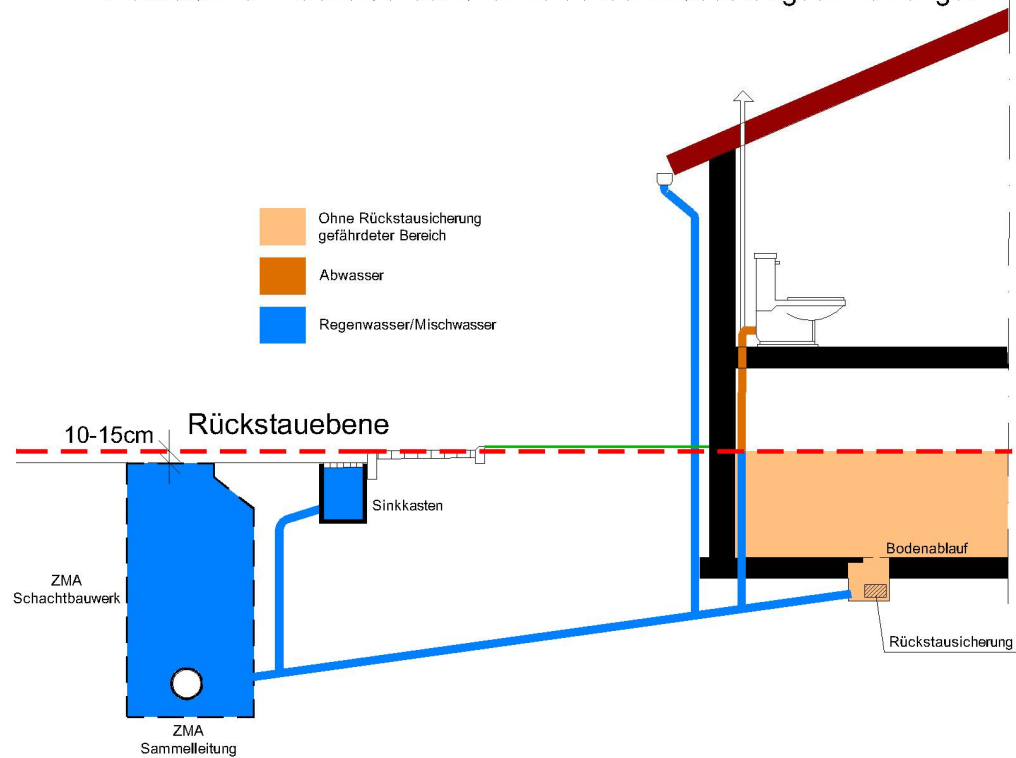 Ohne Rückstausicherung
gefährdeter Bereich
Abwasser
Regenwasser/Mischwasser
10-15cm
Rückstauebene
Sinkkasten
Bodenablauf
ZMA
Schachtbauwerk
Rückstausicherung
ZMA
Sammelleitung